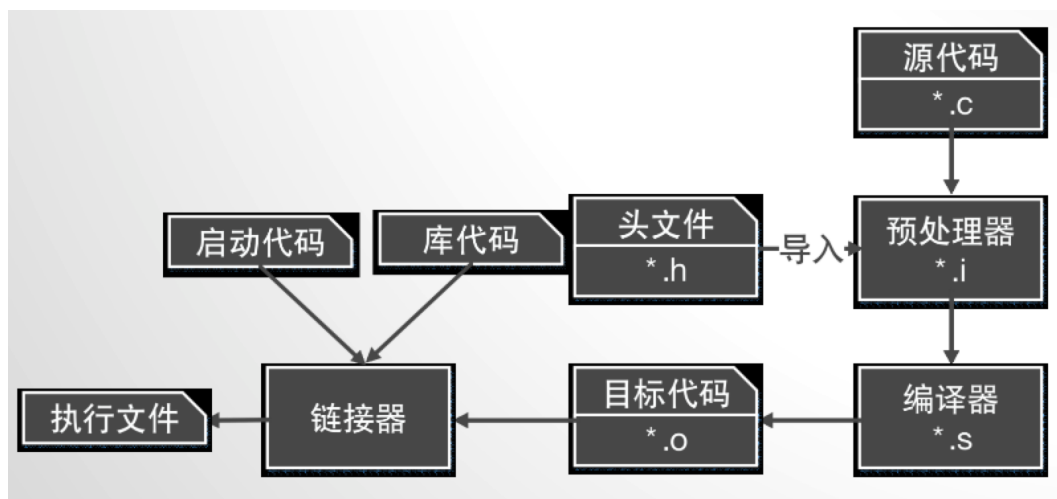 源代码
*.c
启动代码
库代码
头文件
*.h
导入
预处理器
*.i
执行文件
链接器
目标代码
*.o
编译器
*.s